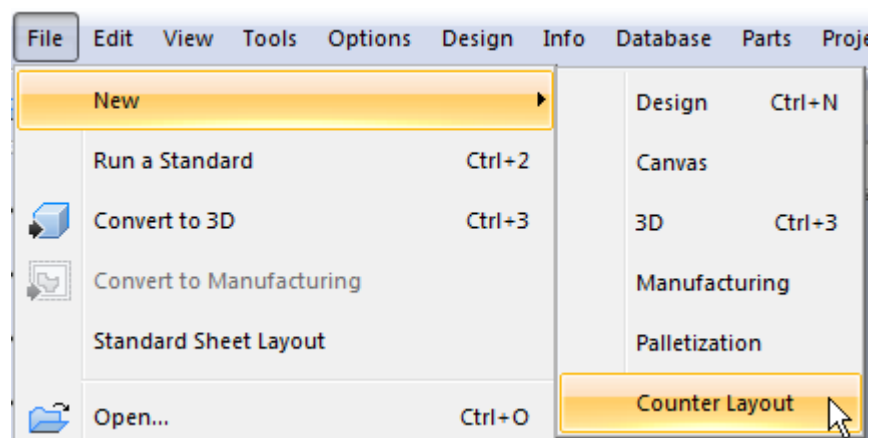 File Edit View Tools Options Design Info Database Parts Proje
New
Run a Standard Ctrl+2
Convert to 3D Ctrl+3
Convert to Manufacturing
Standard Sheet Layout
Open... Ctrl+O
Design Ctrl+N
Canvas
3D Ctrl+3
Manufacturing
Palletization
Counter Layout